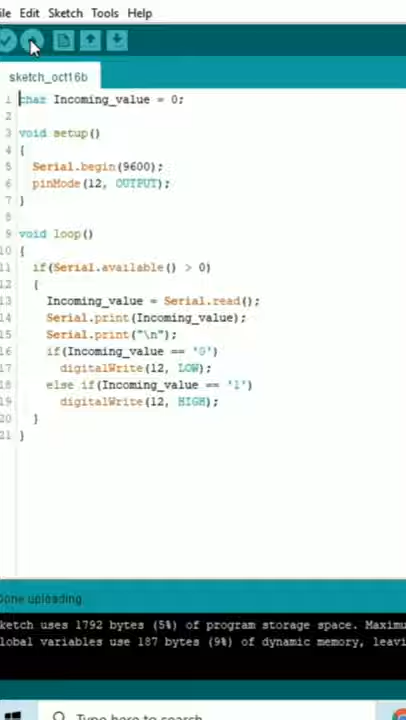 ile Edit Sketch Tools Help
sketch_oct16b
1 char Incoming_value = 0;
2
3 void setup()
4 {
5 Serial.begin(9600);
6 pinMode(12, OUTPUT);
7 }
8
9 void loop()
10 {
11 if(Serial.available() > 0)
12 {
13 Incoming_value = Serial.read();
14 Serial.print(Incoming_value);
15 Serial.print("\n");
16 if(Incoming_value == '0')
17 digitalWrite(12, LOW);
18 else if(Incoming_value == '1')
19 digitalWrite(12, HIGH);
20 }
21 }
Done uploading
ketch uses 1792 bytes (5%) of program storage space. Maximu
lobal variables use 187 bytes (9%) of dynamic memory, leavi
Type here to search